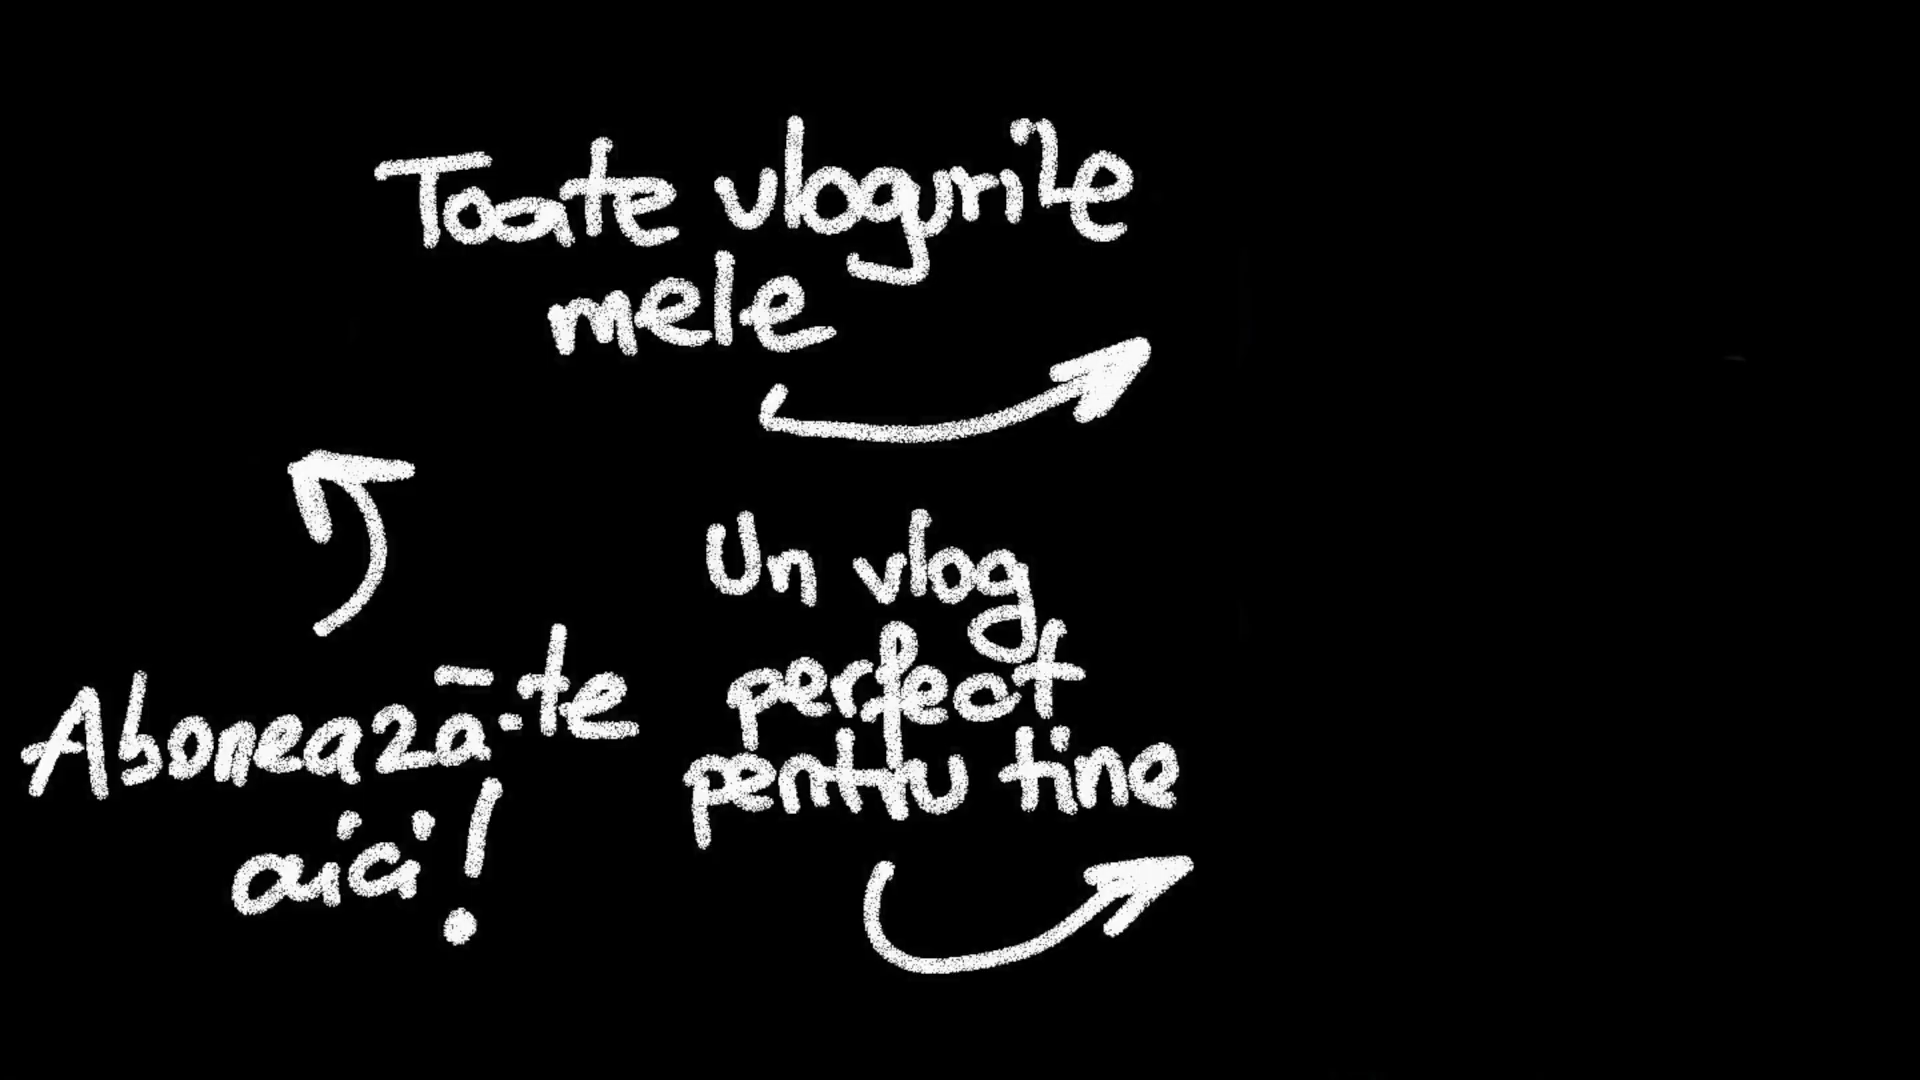 Toate vlogurile
mele
Un vlog
perfect
pentru tine
Abonează-te
aici!